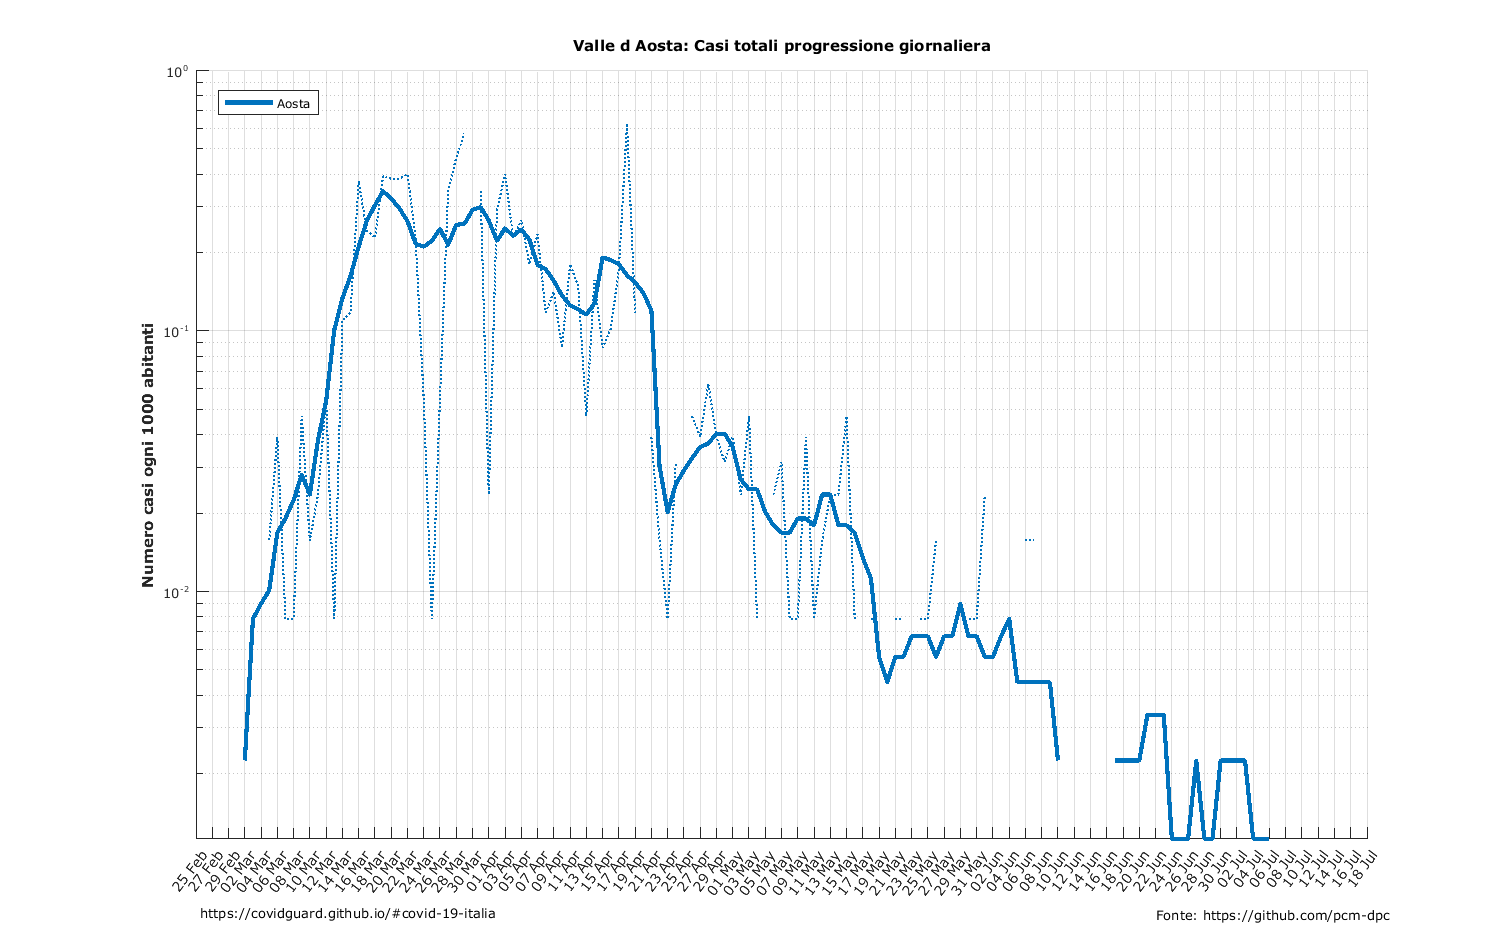 Valle d Aosta: Casi totali progressione giornaliera
10⁰
Aosta
10⁻¹
10⁻²
Numero casi ogni 1000 abitanti
25 Feb
27 Feb
29 Feb
02 Mar
04 Mar
06 Mar
08 Mar
10 Mar
12 Mar
14 Mar
16 Mar
18 Mar
20 Mar
22 Mar
24 Mar
26 Mar
28 Mar
30 Mar
01 Apr
03 Apr
05 Apr
07 Apr
09 Apr
11 Apr
13 Apr
15 Apr
17 Apr
19 Apr
21 Apr
23 Apr
25 Apr
27 Apr
29 Apr
01 May
03 May
05 May
07 May
09 May
11 May
13 May
15 May
17 May
19 May
21 May
23 May
25 May
27 May
29 May
31 May
02 Jun
04 Jun
06 Jun
08 Jun
10 Jun
12 Jun
14 Jun
16 Jun
18 Jun
20 Jun
22 Jun
24 Jun
26 Jun
28 Jun
30 Jun
02 Jul
04 Jul
06 Jul
08 Jul
10 Jul
12 Jul
14 Jul
16 Jul
18 Jul
https://covidguard.github.io/#covid-19-italia
Fonte: https://github.com/pcm-dpc